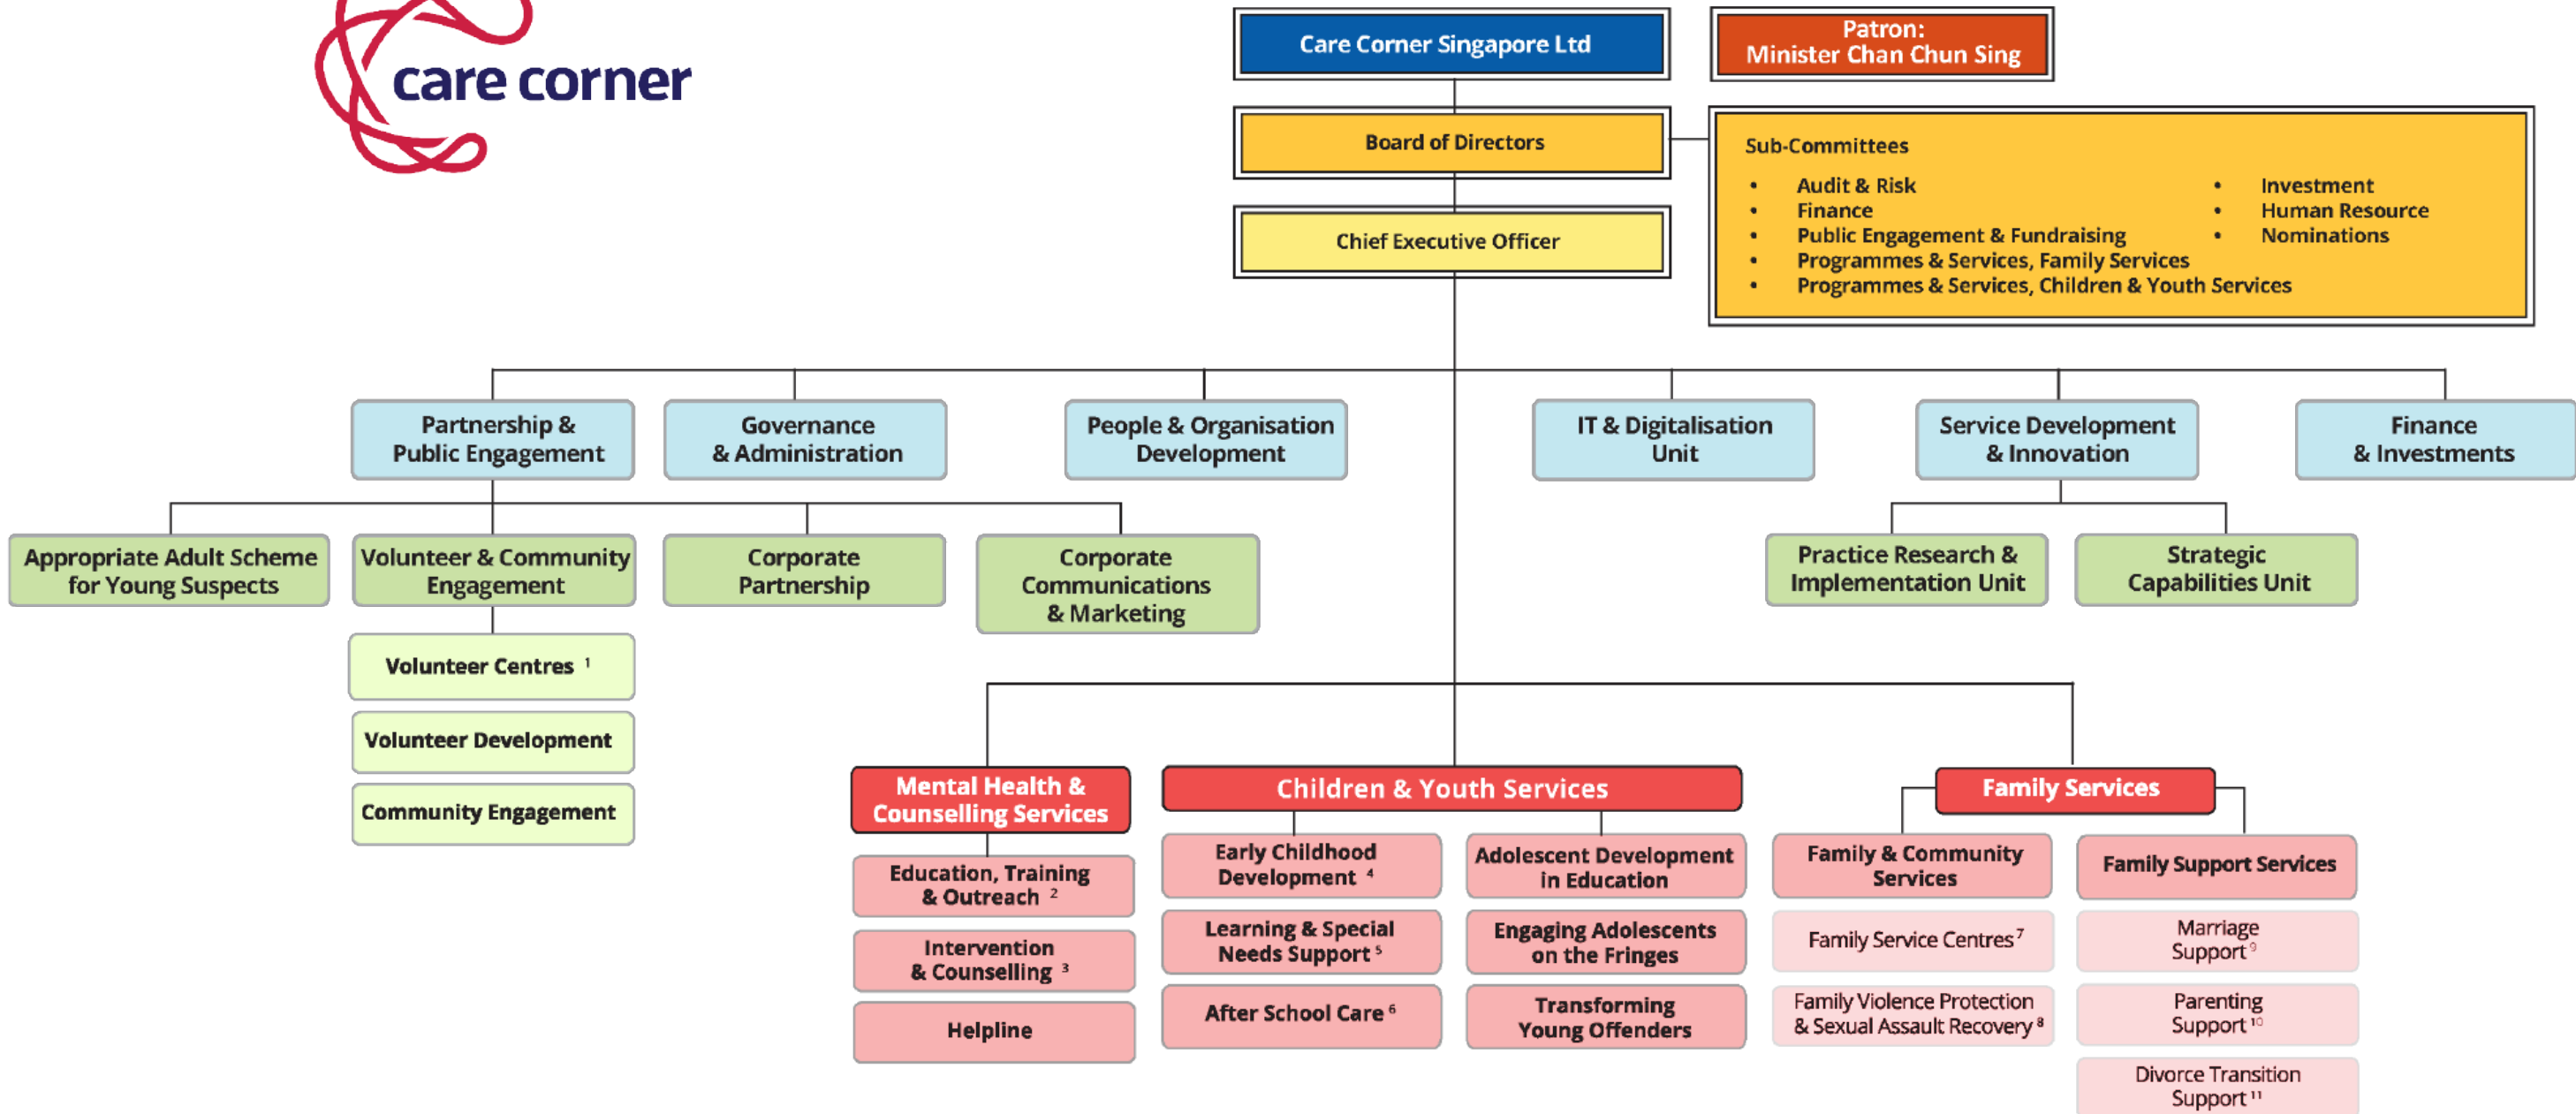 care corner
Care Corner Singapore Ltd
Patron:
Minister Chan Chun Sing
Board of Directors
Chief Executive Officer
Sub-Committees
• Audit & Risk
• Finance
• Public Engagement & Fundraising
• Programmes & Services, Family Services
• Programmes & Services, Children & Youth Services
• Investment
• Human Resource
• Nominations
Partnership &
Public Engagement
Governance
& Administration
People & Organisation
Development
IT & Digitalisation
Unit
Service Development
& Innovation
Finance
& Investments
Appropriate Adult Scheme
for Young Suspects
Volunteer & Community
Engagement
Corporate
Partnership
Corporate
Communications
& Marketing
Practice Research &
Implementation Unit
Strategic
Capabilities Unit
Volunteer Centres 1
Volunteer Development
Community Engagement
Mental Health &
Counselling Services
Education, Training
& Outreach 2
Intervention
& Counselling 3
Helpline
Children & Youth Services
Early Childhood
Development 4
Learning & Special
Needs Support 5
After School Care 6
Adolescent Development
in Education
Engaging Adolescents
on the Fringes
Transforming
Young Offenders
Family Services
Family & Community
Services
Family Service Centres 7
Family Violence Protection
& Sexual Assault Recovery 8
Family Support Services
Marriage
Support 9
Parenting
Support 10
Divorce Transition
Support 11